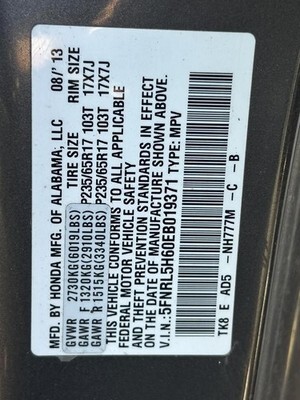 MFD. BY HONDA MFG. OF ALABAMA, LLC 08/'13
TIRE SIZE RIM SIZE
GVWR 2730KG(6019LBS)
GAWR F 1320KG(2910LBS) P235/65R17 103T 17X7J
GAWR R 1515KG(3340LBS) P235/65R17 103T 17X7J
THIS VEHICLE CONFORMS TO ALL APPLICABLE
FEDERAL MOTOR VEHICLE SAFETY
AND THEFT PREVENTION STANDARDS IN EFFECT
ON THE DATE OF MANUFACTURE SHOWN ABOVE.
V.I.N.:5FNRL5H60EB019371 TYPE: MPV
TK8 E AD5 -NH777M -C -B